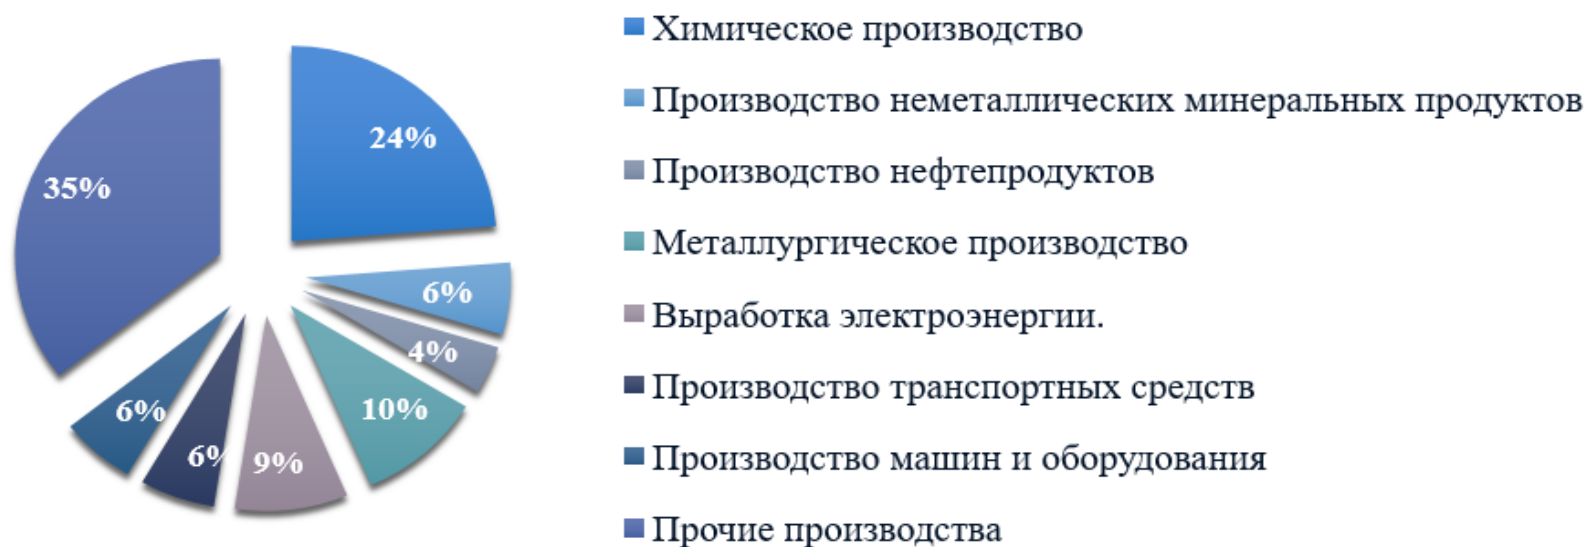 24%
35%
6%
4%
10%
9%
6%
6%
Химическое производство
Производство неметаллических минеральных продуктов
Производство нефтепродуктов
Металлургическое производство
Выработка электроэнергии.
Производство транспортных средств
Производство машин и оборудования
Прочие производства